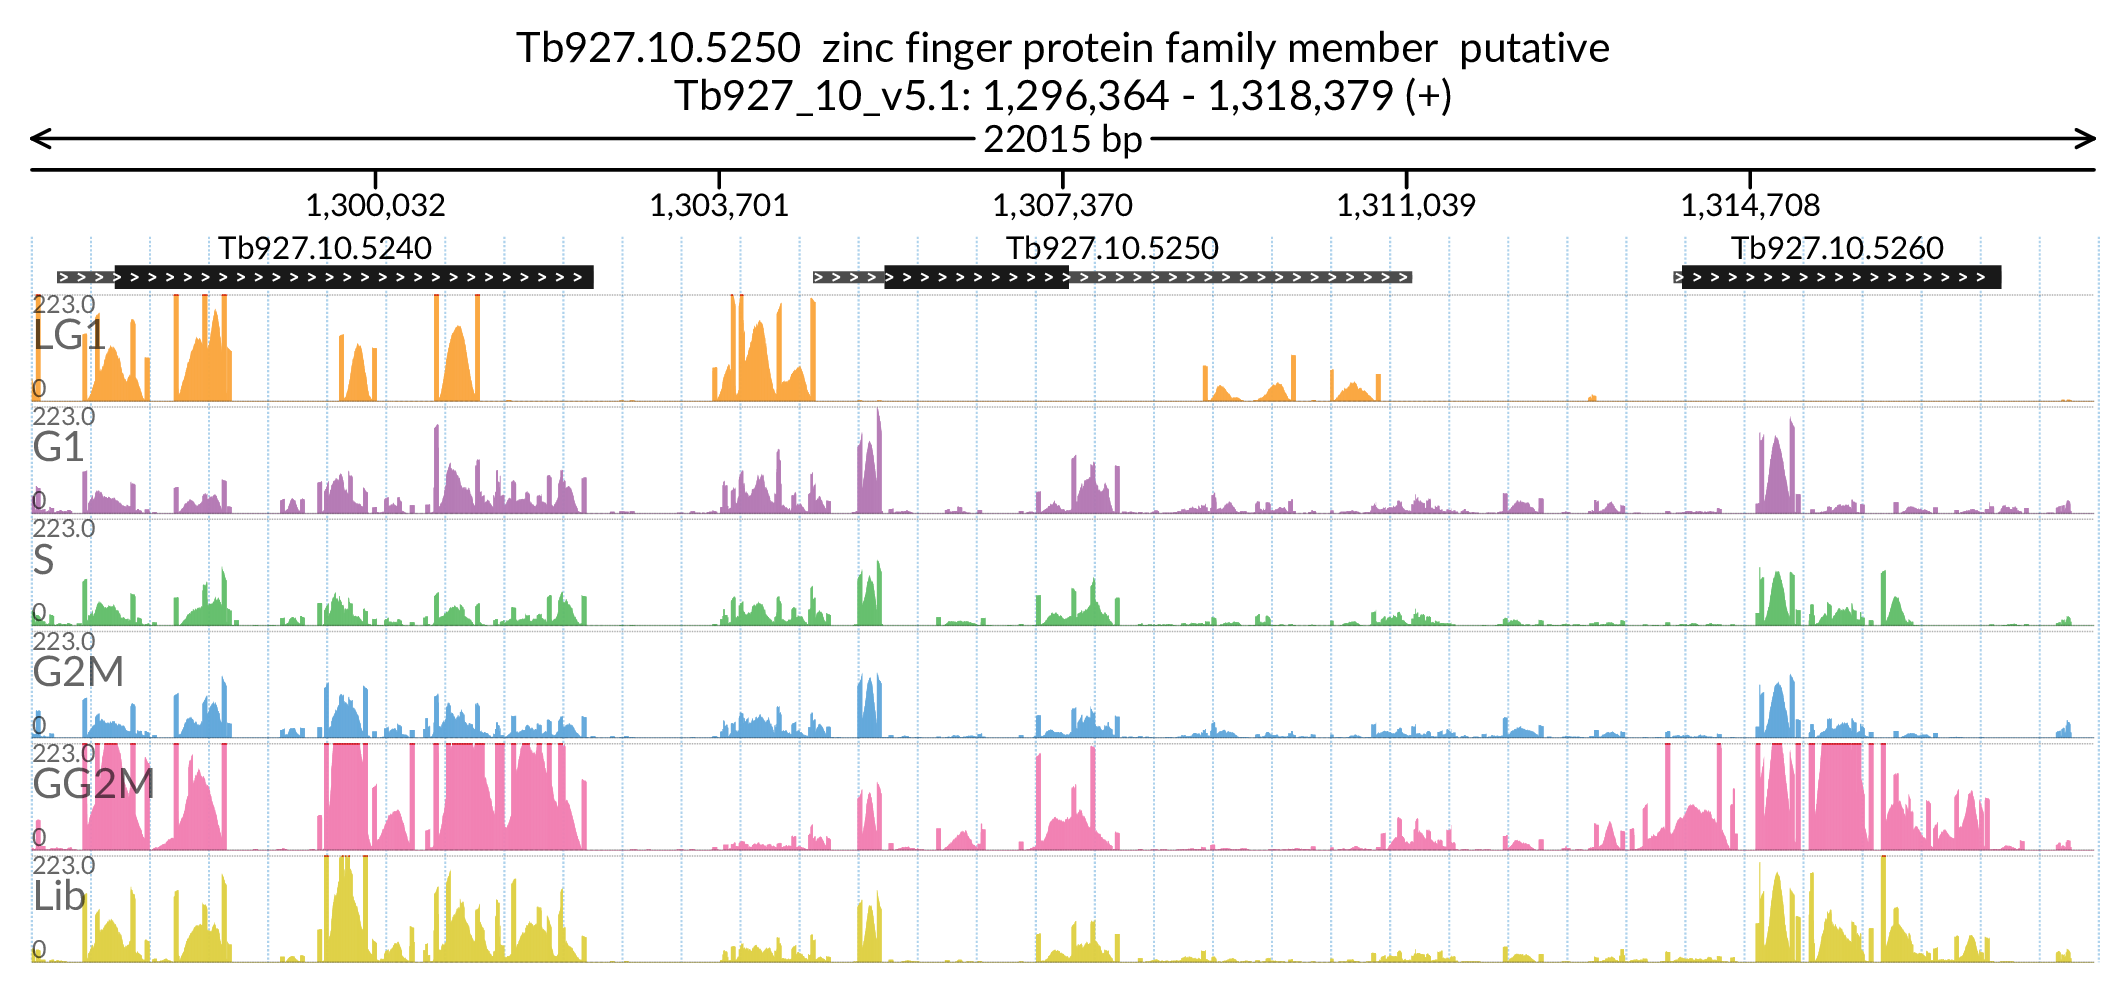 Tb927.10.5250  zinc finger protein family member  putative
Tb927_10_v5.1: 1,296,364 - 1,318,379 (+)
22015 bp
1,300,032 1,303,701 1,307,370 1,311,039 1,314,708
Tb927.10.5240 Tb927.10.5250 Tb927.10.5260
223.0
LG1
0
223.0
G1
0
223.0
S
0
223.0
G2M
0
223.0
GG2M
0
223.0
Lib
0